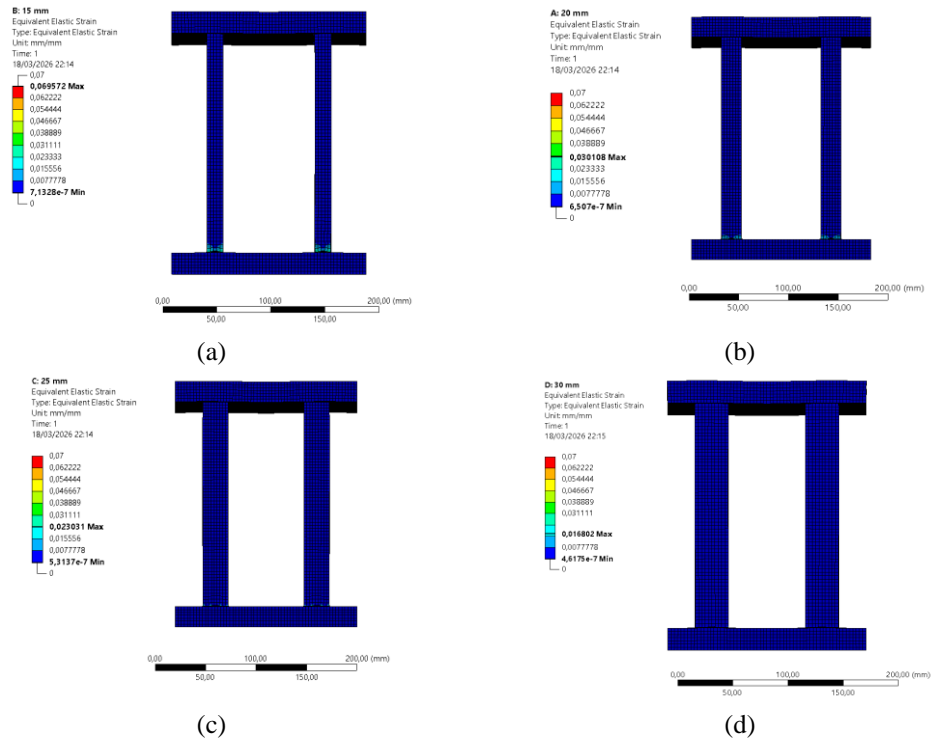 B: 15 mm
Equivalent Elastic Strain
Type: Equivalent Elastic Strain
Unit: mm/mm
Time: 1
18/03/2026 22:14
0,07
0,069572 Max
0,062222
0,054444
0,046667
0,038889
0,031111
0,023333
0,015556
0,0077778
7,1328e-7 Min
0
0,00 100,00 200,00 (mm)
50,00 150,00
(a)
A: 20 mm
Equivalent Elastic Strain
Type: Equivalent Elastic Strain
Unit: mm/mm
Time: 1
18/03/2026 22:14
0,07
0,062222
0,054444
0,046667
0,038889
0,030108 Max
0,023333
0,015556
0,0077778
6,507e-7 Min
0
0,00 100,00 200,00 (mm)
50,00 150,00
(b)
C: 25 mm
Equivalent Elastic Strain
Type: Equivalent Elastic Strain
Unit: mm/mm
Time: 1
18/03/2026 22:14
0,07
0,062222
0,054444
0,046667
0,038889
0,031111
0,023031 Max
0,015556
0,0077778
5,3137e-7 Min
0
0,00 100,00 200,00 (mm)
50,00 150,00
(c)
D: 30 mm
Equivalent Elastic Strain
Type: Equivalent Elastic Strain
Unit: mm/mm
Time: 1
18/03/2026 22:15
0,07
0,062222
0,054444
0,046667
0,038889
0,031111
0,016802 Max
0,0077778
4,6175e-7 Min
0
0,00 100,00 200,00 (mm)
50,00 150,00
(d)